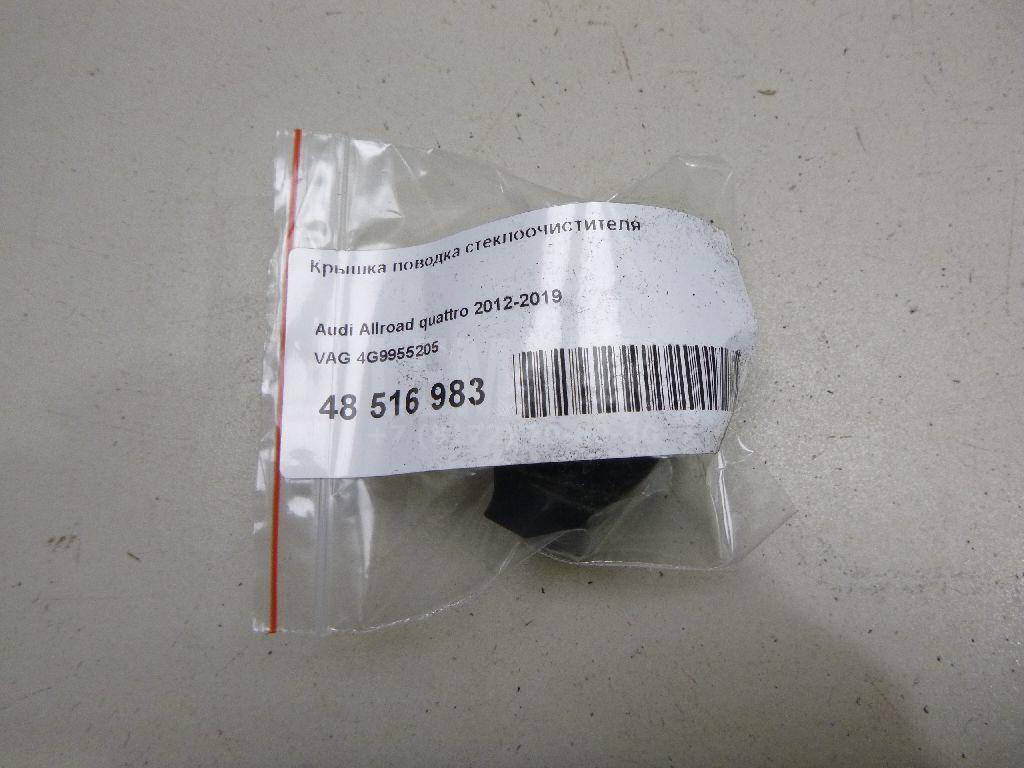 Крышка поводка стеклоочистителя
Audi Allroad quattro 2012-2019
VAG 4G9955205
48 516 983